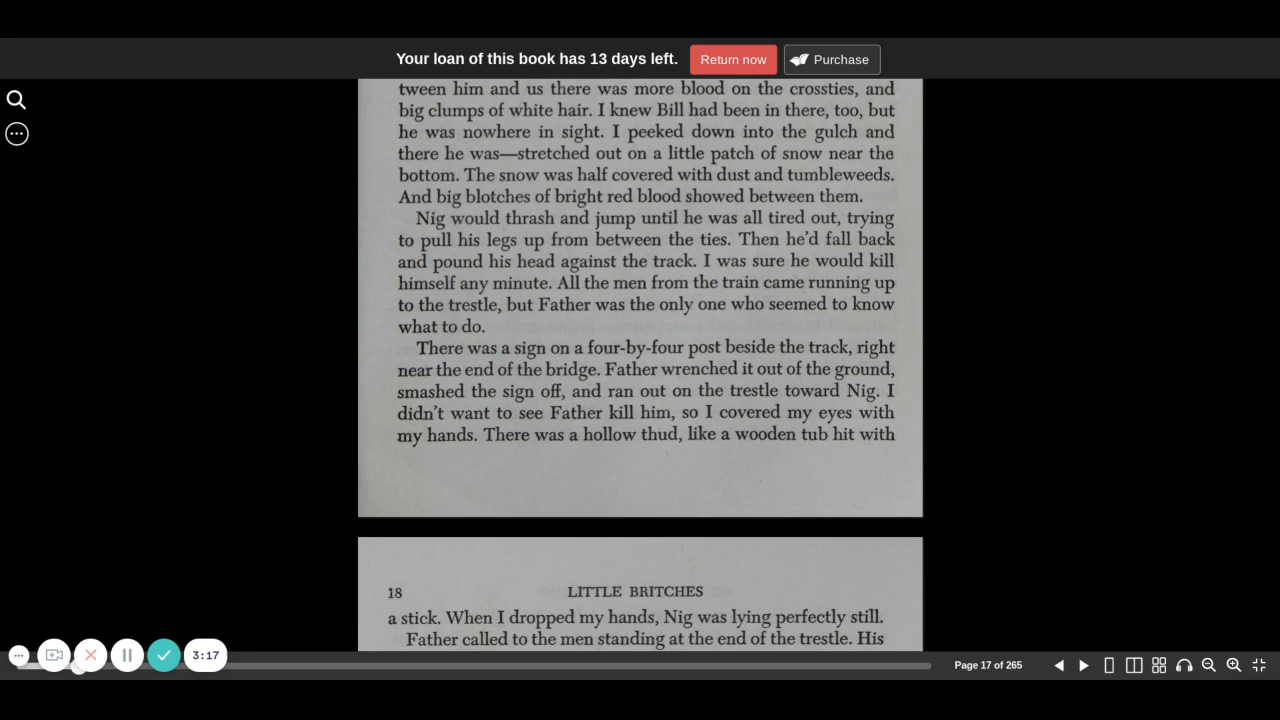 Your loan of this book has 13 days left.
Return now
Purchase
tween him and us there was more blood on the crossties, and
big clumps of white hair. I knew Bill had been in there, too, but
he was nowhere in sight. I peeked down into the gulch and
there he was—stretched out on a little patch of snow near the
bottom. The snow was half covered with dust and tumbleweeds.
And big blotches of bright red blood showed between them.
Nig would thrash and jump until he was all tired out, trying
to pull his legs up from between the ties. Then he'd fall back
and pound his head against the track. I was sure he would kill
himself any minute. All the men from the train came running up
to the trestle, but Father was the only one who seemed to know
what to do.
There was a sign on a four-by-four post beside the track, right
near the end of the bridge. Father wrenched it out of the ground,
smashed the sign off, and ran out on the trestle toward Nig. I
didn't want to see Father kill him, so I covered my eyes with
my hands. There was a hollow thud, like a wooden tub hit with
18 LITTLE BRITCHES
a stick. When I dropped my hands, Nig was lying perfectly still.
Father called to the men standing at the end of the trestle. His
3:17
Page 17 of 265